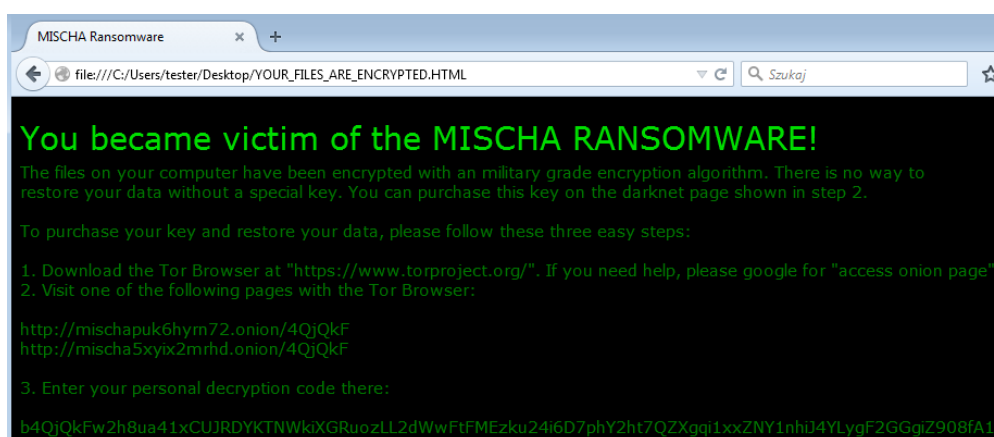 MISCHA Ransomware
file:///C:/Users/tester/Desktop/YOUR_FILES_ARE_ENCRYPTED.HTML
Szukaj
You became victim of the MISCHA RANSOMWARE!
The files on your computer have been encrypted with an military grade encryption algorithm. There is no way to
restore your data without a special key. You can purchase this key on the darknet page shown in step 2.
To purchase your key and restore your data, please follow these three easy steps:
1. Download the Tor Browser at "https://www.torproject.org/". If you need help, please google for "access onion page"
2. Visit one of the following pages with the Tor Browser:
http://mischapuk6hyrn72.onion/4QjQkF
http://mischa5xyix2mrhd.onion/4QjQkF
3. Enter your personal decryption code there:
b4QjQkFw2h8ua41xCUJRDYKTNWkiXGRuozLL2dWwFtFMEzku24i6D7phY2ht7QZXgqi1xxZNY1nhiJ4YLygF2GGgiZ908fA1